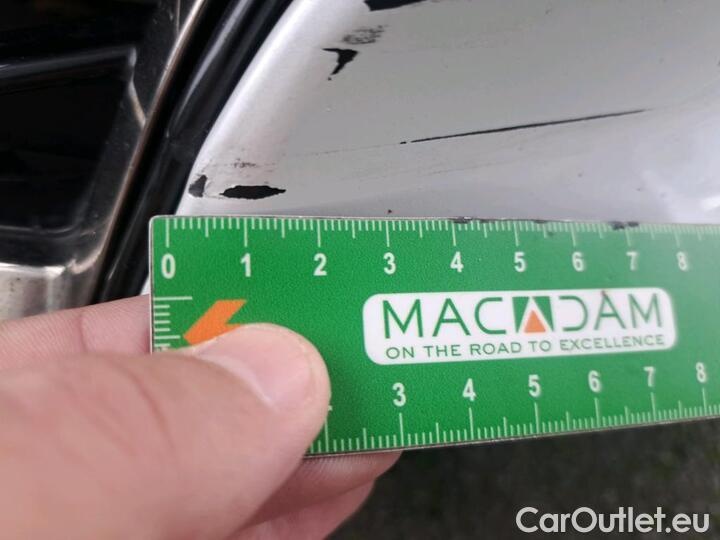 0 1 2 3 4 5 6 7 8
MACADAM
ON THE ROAD TO EXCELLENCE
3 4 5 6 7 8
CarOutlet.eu